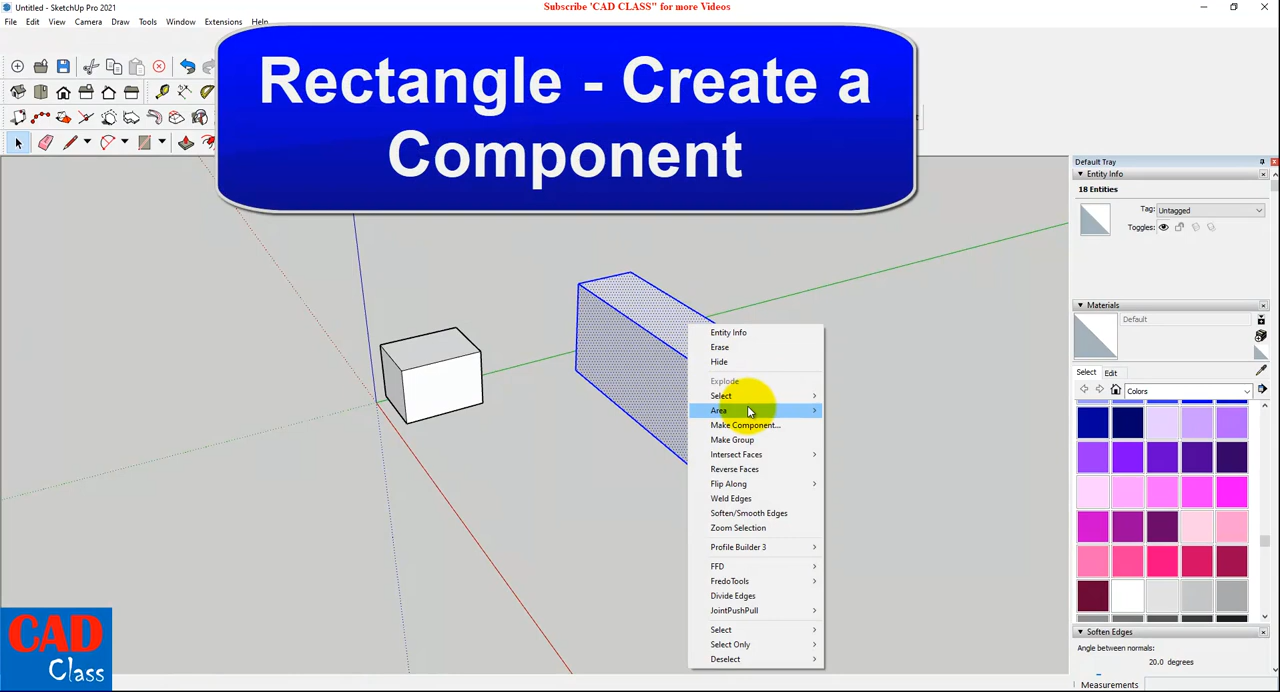 Untitled - SketchUp Pro 2021
Subscribe 'CAD CLASS" for more Videos
File Edit View Camera Draw Tools Window Extensions Help
Rectangle - Create a
Component
Default Tray
Entity Info
18 Entities
Tag: Untagged
Toggles:
Materials
Default
Select Edit
Colors
Soften Edges
Angle between normals:
20.0 degrees
Measurements
Entity Info
Erase
Hide
Explode
Select
Area
Make Component...
Make Group
Intersect Faces
Reverse Faces
Flip Along
Weld Edges
Soften/Smooth Edges
Zoom Selection
Profile Builder 3
FFD
FredoTools
Divide Edges
JointPushPull
Select
Select Only
Deselect
CAD
Class